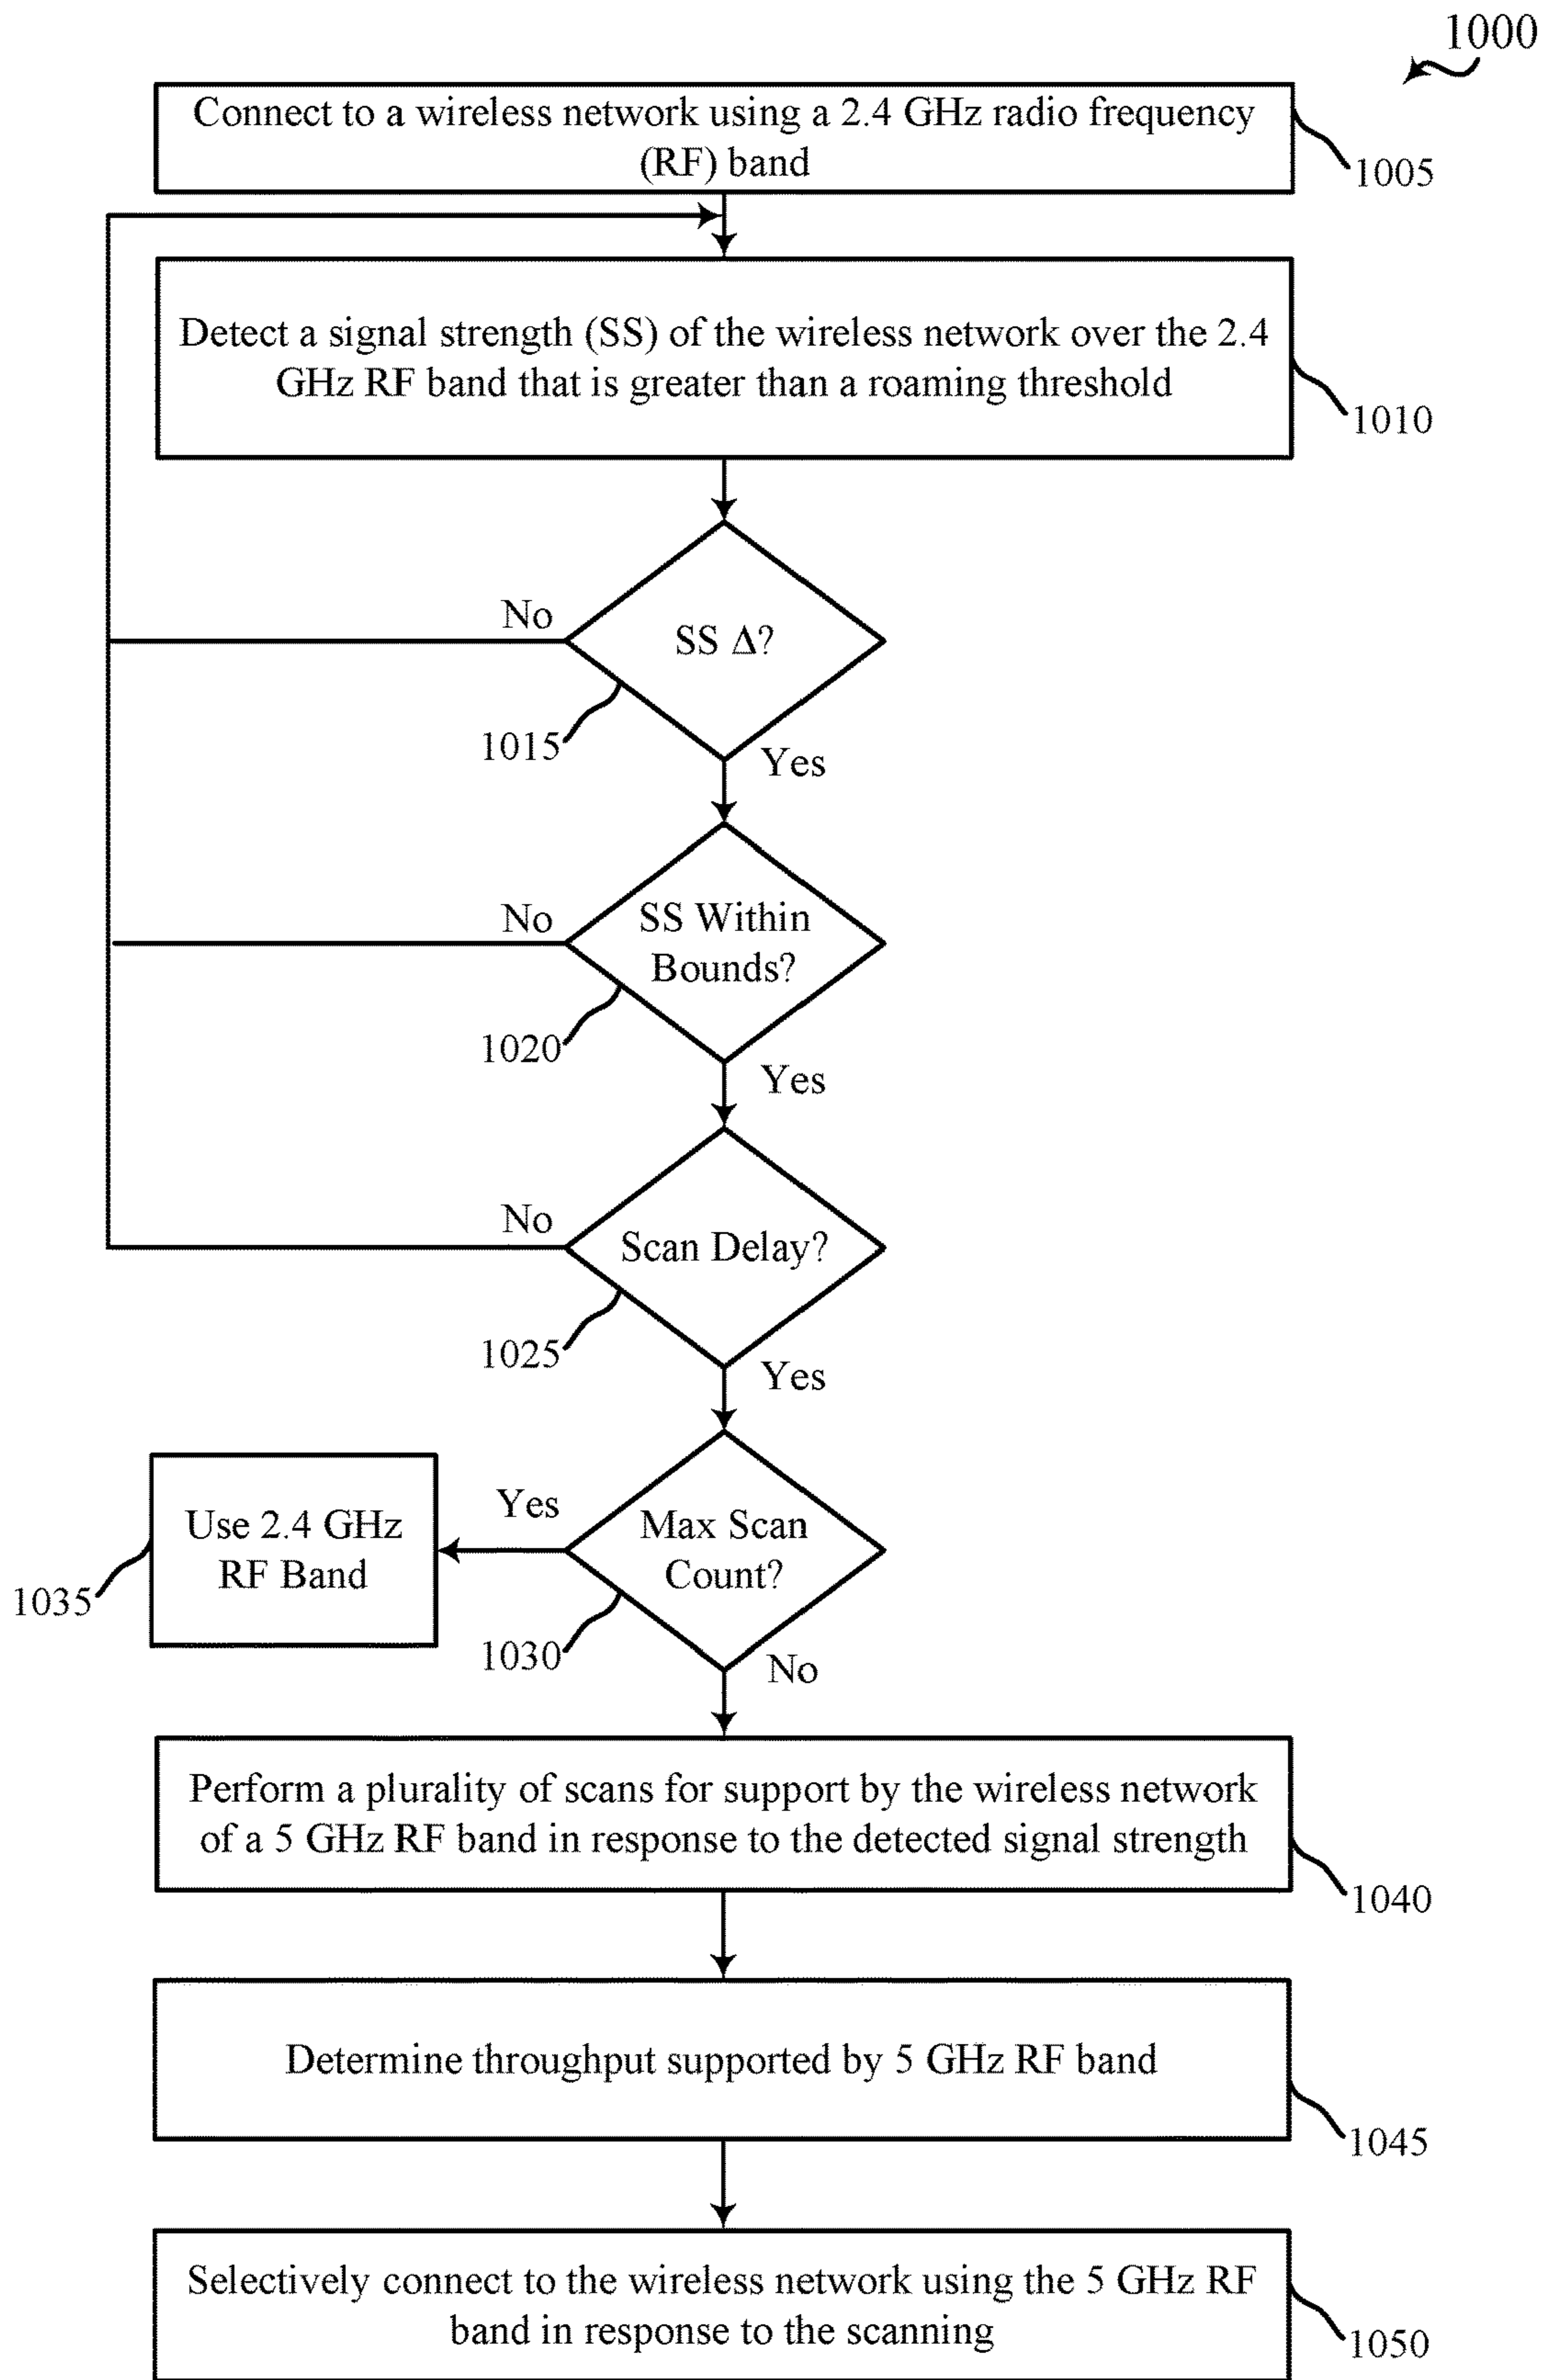 1000
Connect to a wireless network using a 2.4 GHz radio frequency
(RF) band
1005
Detect a signal strength (SS) of the wireless network over the 2.4
GHz RF band that is greater than a roaming threshold
1010
No
SS Δ?
1015
Yes
No
SS Within
Bounds?
1020
Yes
No
Scan Delay?
1025
Yes
Yes
Max Scan
Count?
Use 2.4 GHz
RF Band
1035
1030
No
Perform a plurality of scans for support by the wireless network
of a 5 GHz RF band in response to the detected signal strength
1040
Determine throughput supported by 5 GHz RF band
1045
Selectively connect to the wireless network using the 5 GHz RF
band in response to the scanning
1050